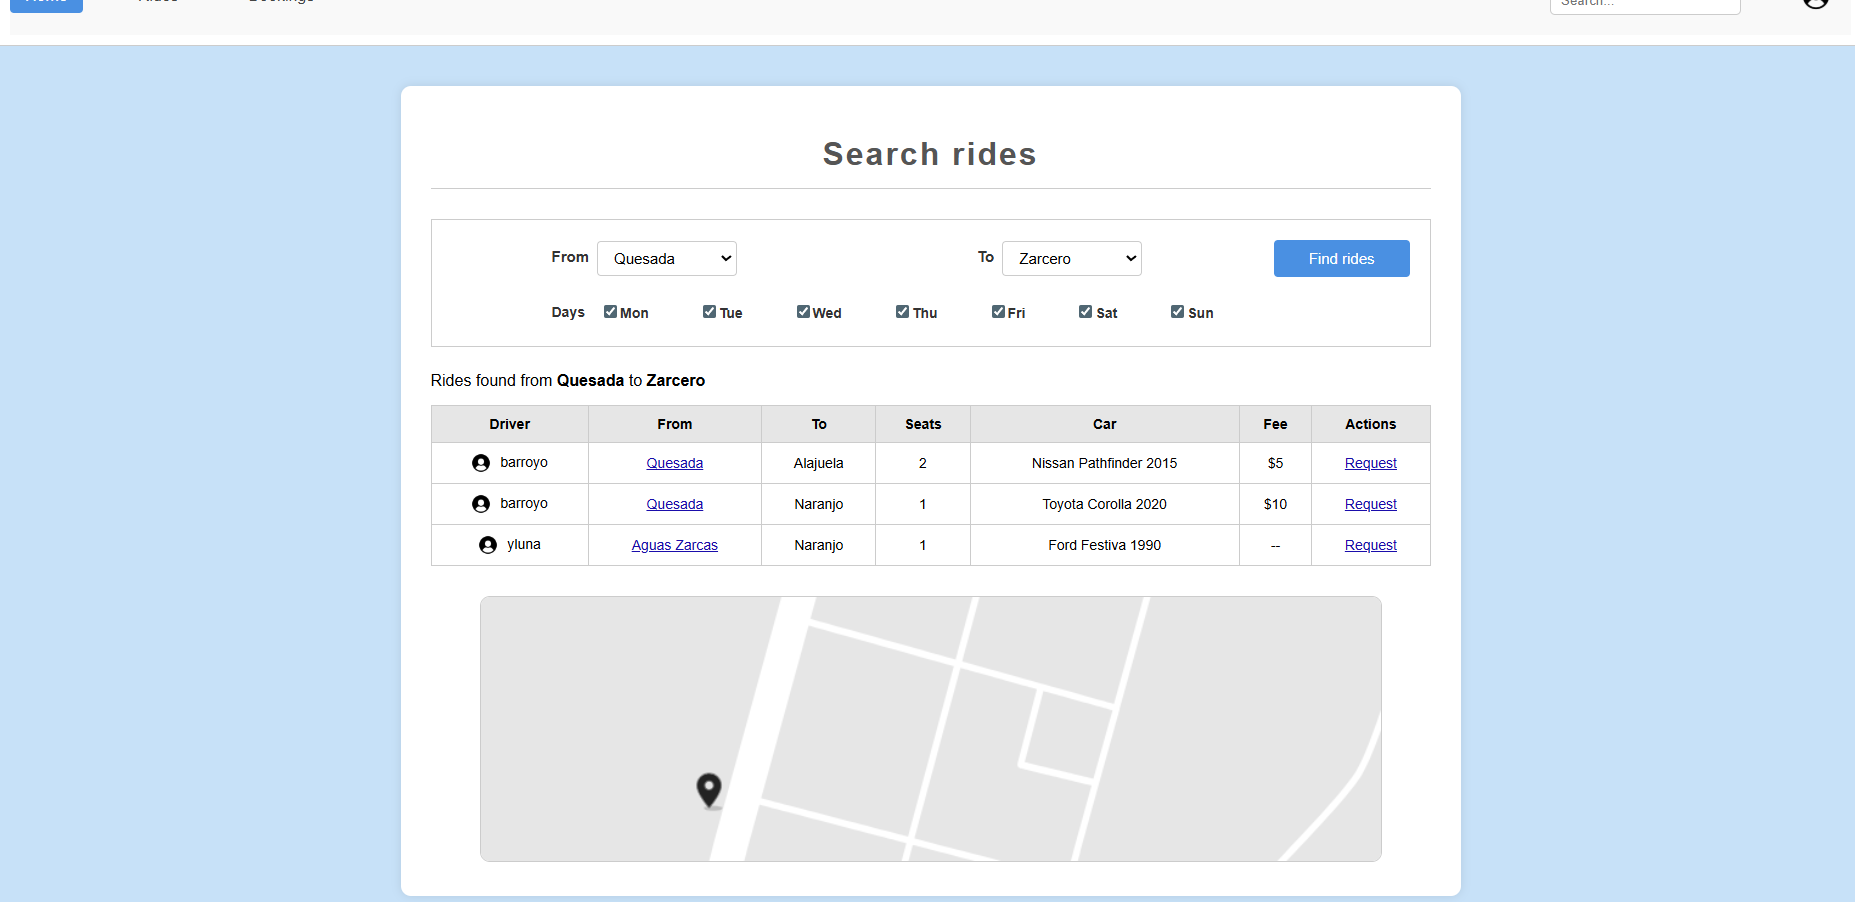 Home Rides Bookings Search...
Search rides
From Quesada To Zarcero Find rides
Days Mon Tue Wed Thu Fri Sat Sun
Rides found from Quesada to Zarcero
Driver From To Seats Car Fee Actions
barroyo Quesada Alajuela 2 Nissan Pathfinder 2015 $5 Request
barroyo Quesada Naranjo 1 Toyota Corolla 2020 $10 Request
yluna Aguas Zarcas Naranjo 1 Ford Festiva 1990 -- Request